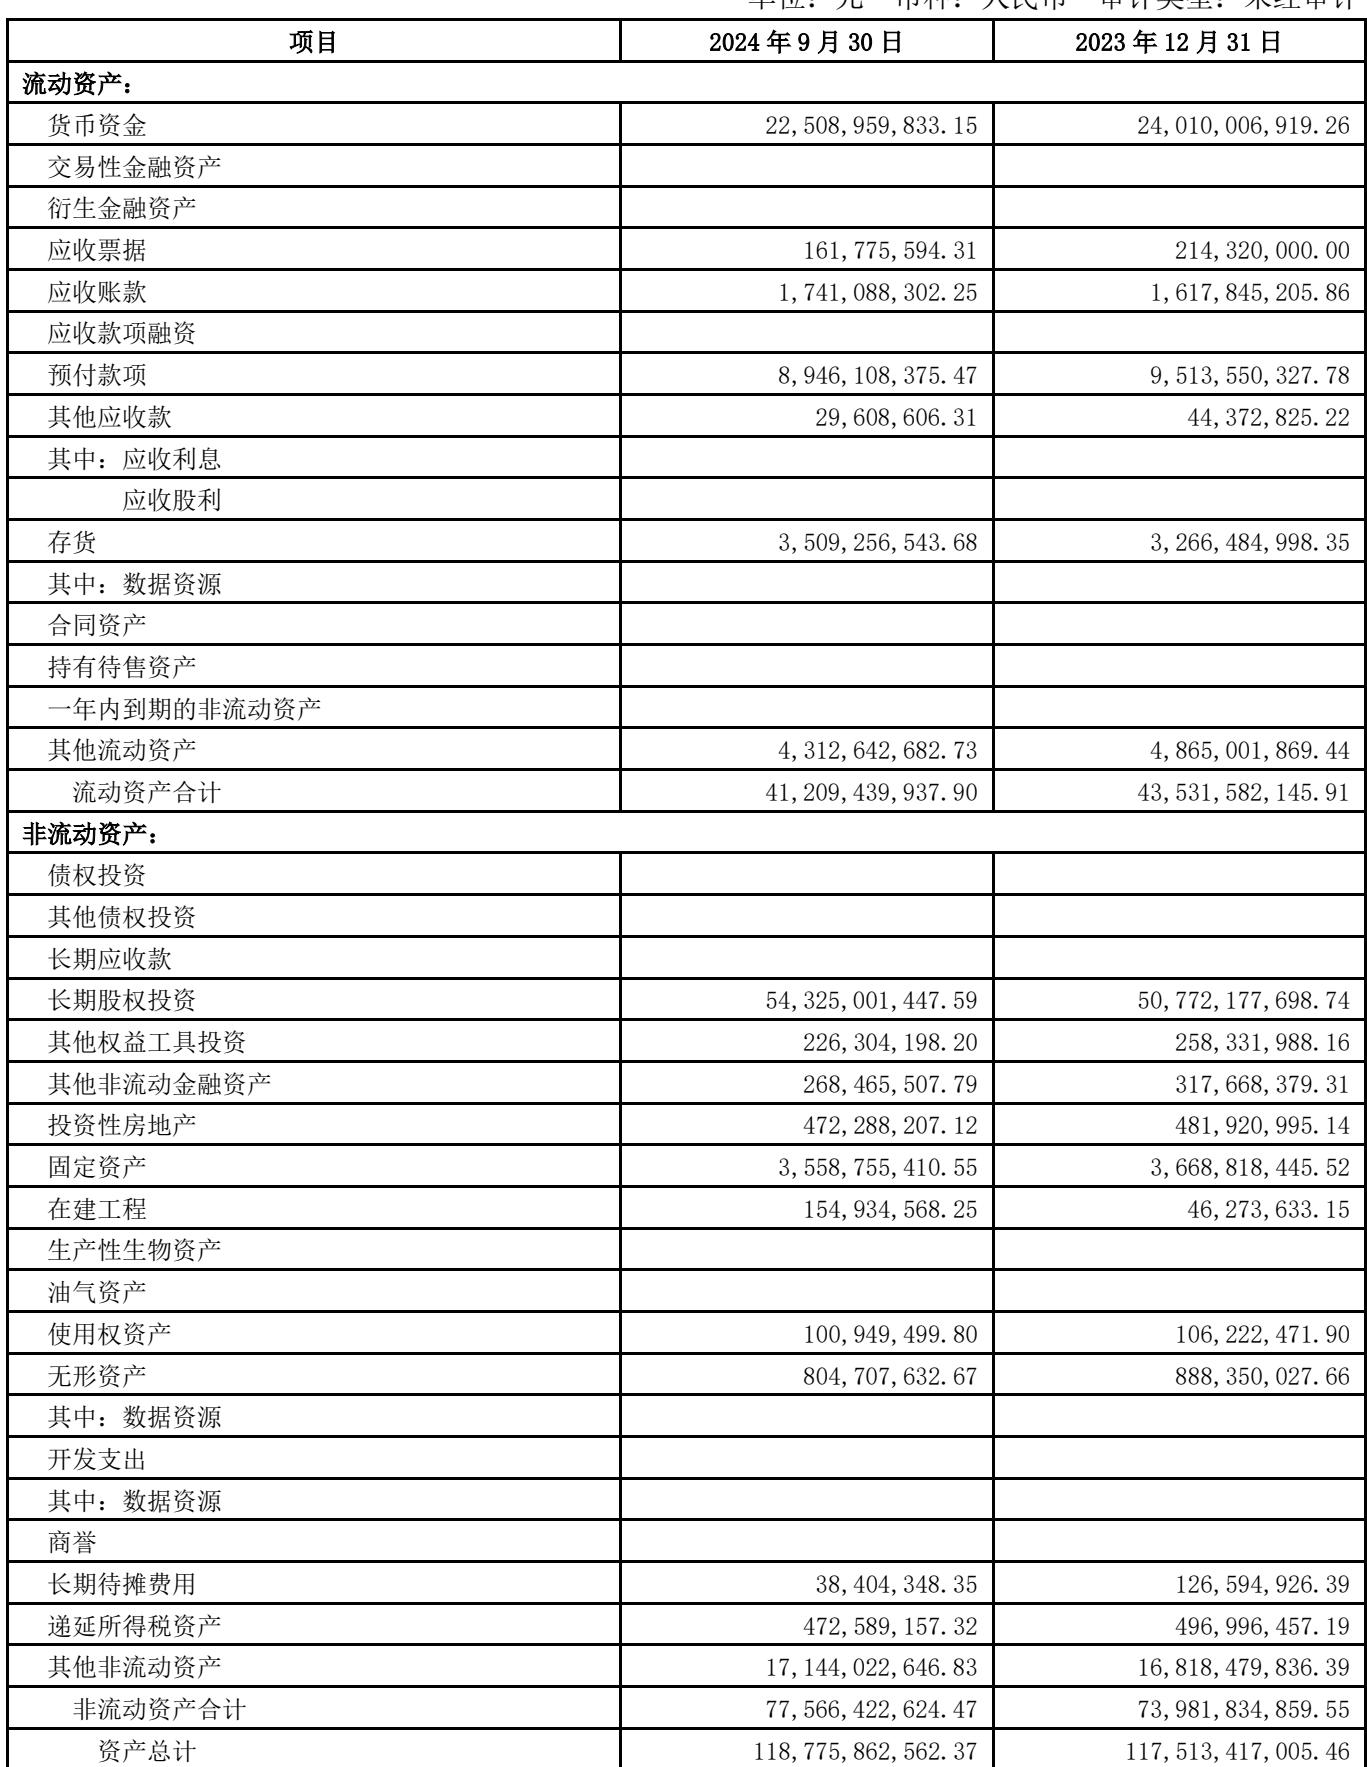 单位：元 币种：人民币 审计类型：未经审计
项目 2024年9月30日 2023年12月31日
流动资产：
货币资金 22,508,959,833.15 24,010,006,919.26
交易性金融资产
衍生金融资产
应收票据 161,775,594.31 214,320,000.00
应收账款 1,741,088,302.25 1,617,845,205.86
应收款项融资
预付款项 8,946,108,375.47 9,513,550,327.78
其他应收款 29,608,606.31 44,372,825.22
其中：应收利息
应收股利
存货 3,509,256,543.68 3,266,484,998.35
其中：数据资源
合同资产
持有待售资产
一年内到期的非流动资产
其他流动资产 4,312,642,682.73 4,865,001,869.44
流动资产合计 41,209,439,937.90 43,531,582,145.91
非流动资产：
债权投资
其他债权投资
长期应收款
长期股权投资 54,325,001,447.59 50,772,177,698.74
其他权益工具投资 226,304,198.20 258,331,988.16
其他非流动金融资产 268,465,507.79 317,668,379.31
投资性房地产 472,288,207.12 481,920,995.14
固定资产 3,558,755,410.55 3,668,818,445.52
在建工程 154,934,568.25 46,273,633.15
生产性生物资产
油气资产
使用权资产 100,949,499.80 106,222,471.90
无形资产 804,707,632.67 888,350,027.66
其中：数据资源
开发支出
其中：数据资源
商誉
长期待摊费用 38,404,348.35 126,594,926.39
递延所得税资产 472,589,157.32 496,996,457.19
其他非流动资产 17,144,022,646.83 16,818,479,836.39
非流动资产合计 77,566,422,624.47 73,981,834,859.55
资产总计 118,775,862,562.37 117,513,417,005.46